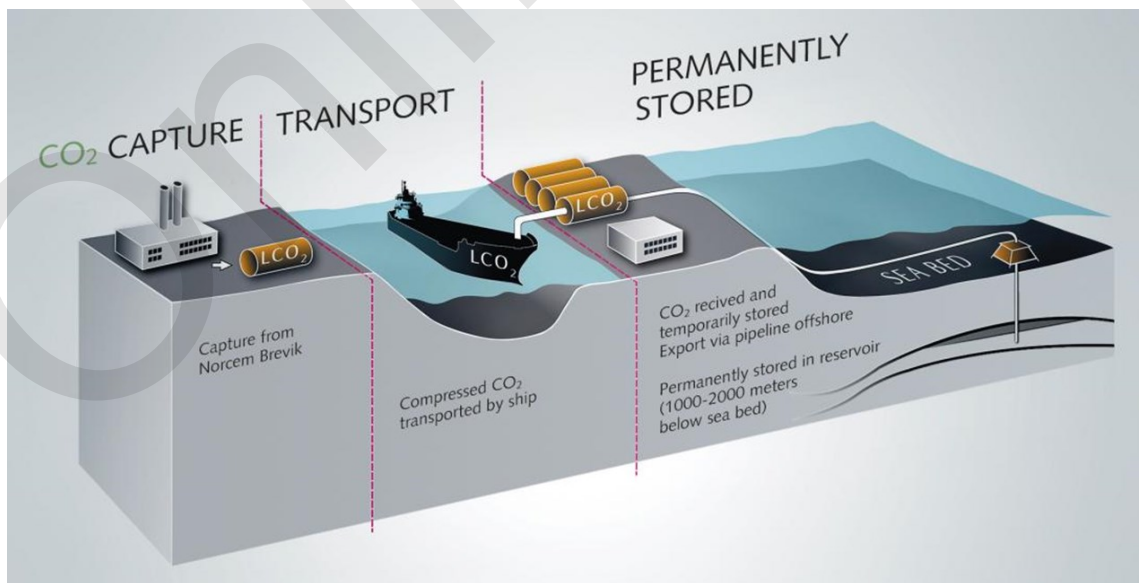 CO₂ CAPTURE
TRANSPORT
PERMANENTLY
STORED
LCO₂
LCO₂
LCO₂
SEA BED
Capture from
Norcem Brevik
Compressed CO₂
transported by ship
CO₂ recived and
temporarily stored
Export via pipeline offshore
Permanently stored in reservoir
(1000-2000 meters
below sea bed)